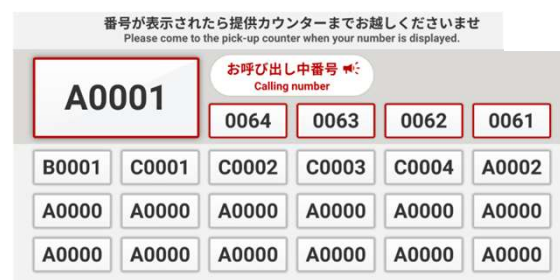 番号が表示されたら提供カウンターまでお越しくださいませ
Please come to the pick-up counter when your number is displayed.
A0001
お呼び出し中番号
Calling number
0064 0063 0062 0061
B0001 C0001 C0002 C0003 C0004 A0002
A0000 A0000 A0000 A0000 A0000 A0000
A0000 A0000 A0000 A0000 A0000 A0000